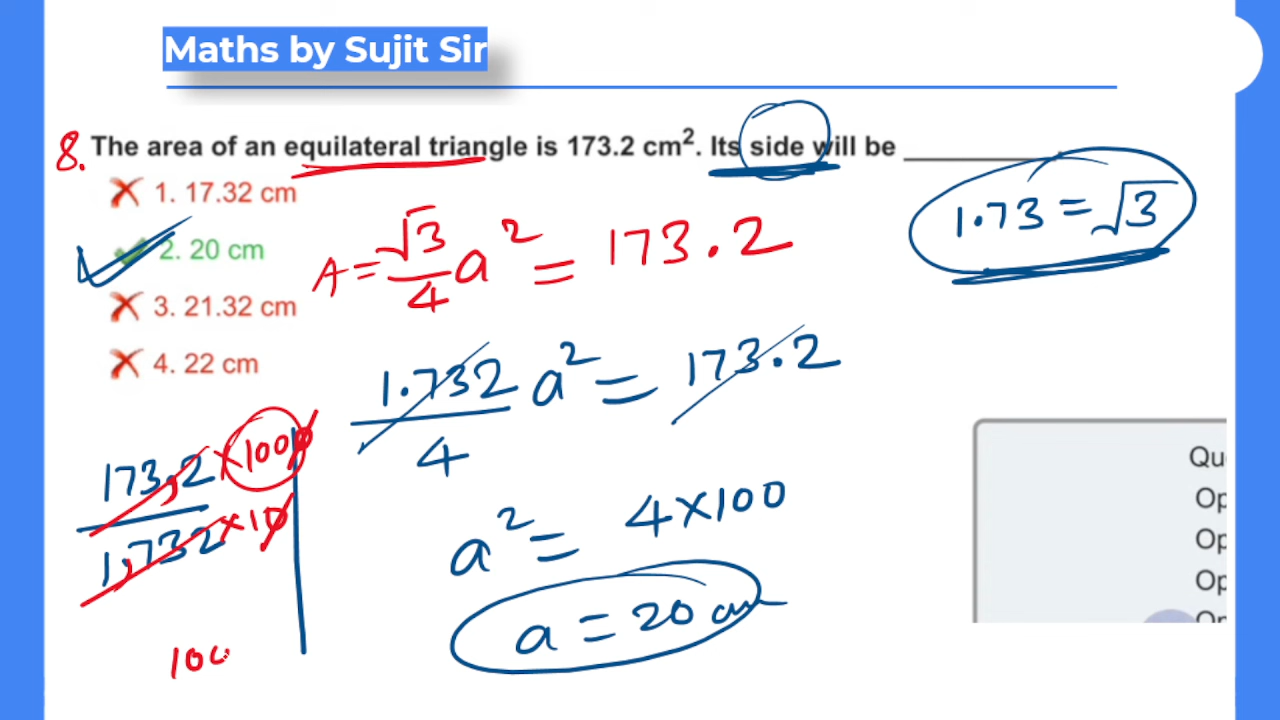 Maths by Sujit Sir
8. The area of an equilateral triangle is 173.2 cm². Its side will be ___________.
1. 17.32 cm
2. 20 cm
3. 21.32 cm
4. 22 cm
1.73 = √3
A = √3/4 a² = 173.2
1.732/4 a² = 173.2
173.2 × 1000
1.732 × 10
100
a² = 4×100
a = 20 cm
Qu
Op
Op
Op
Op